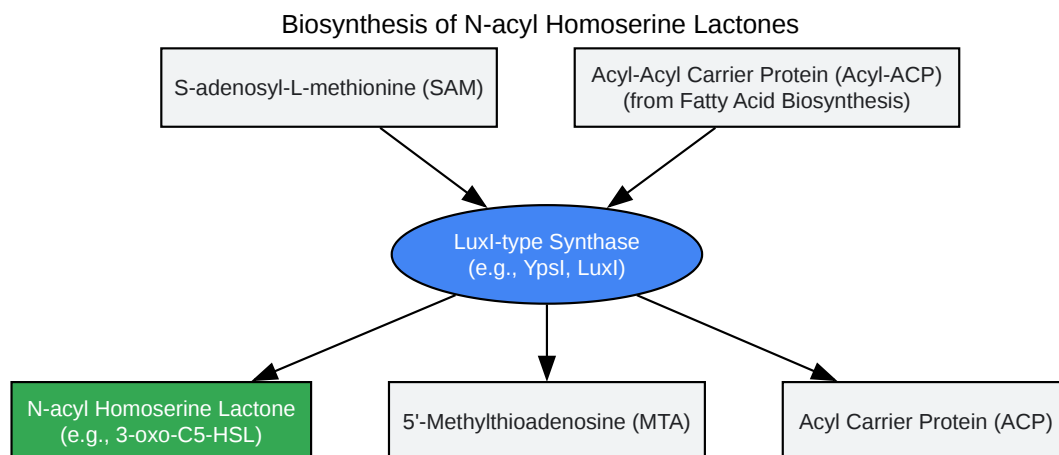 Biosynthesis of N-acyl Homoserine Lactones
S-adenosyl-L-methionine (SAM)
Acyl-Acyl Carrier Protein (Acyl-ACP)
(from Fatty Acid Biosynthesis)
LuxI-type Synthase
(e.g., YpsI, LuxI)
N-acyl Homoserine Lactone
(e.g., 3-oxo-C5-HSL)
5'-Methylthioadenosine (MTA)
Acyl Carrier Protein (ACP)